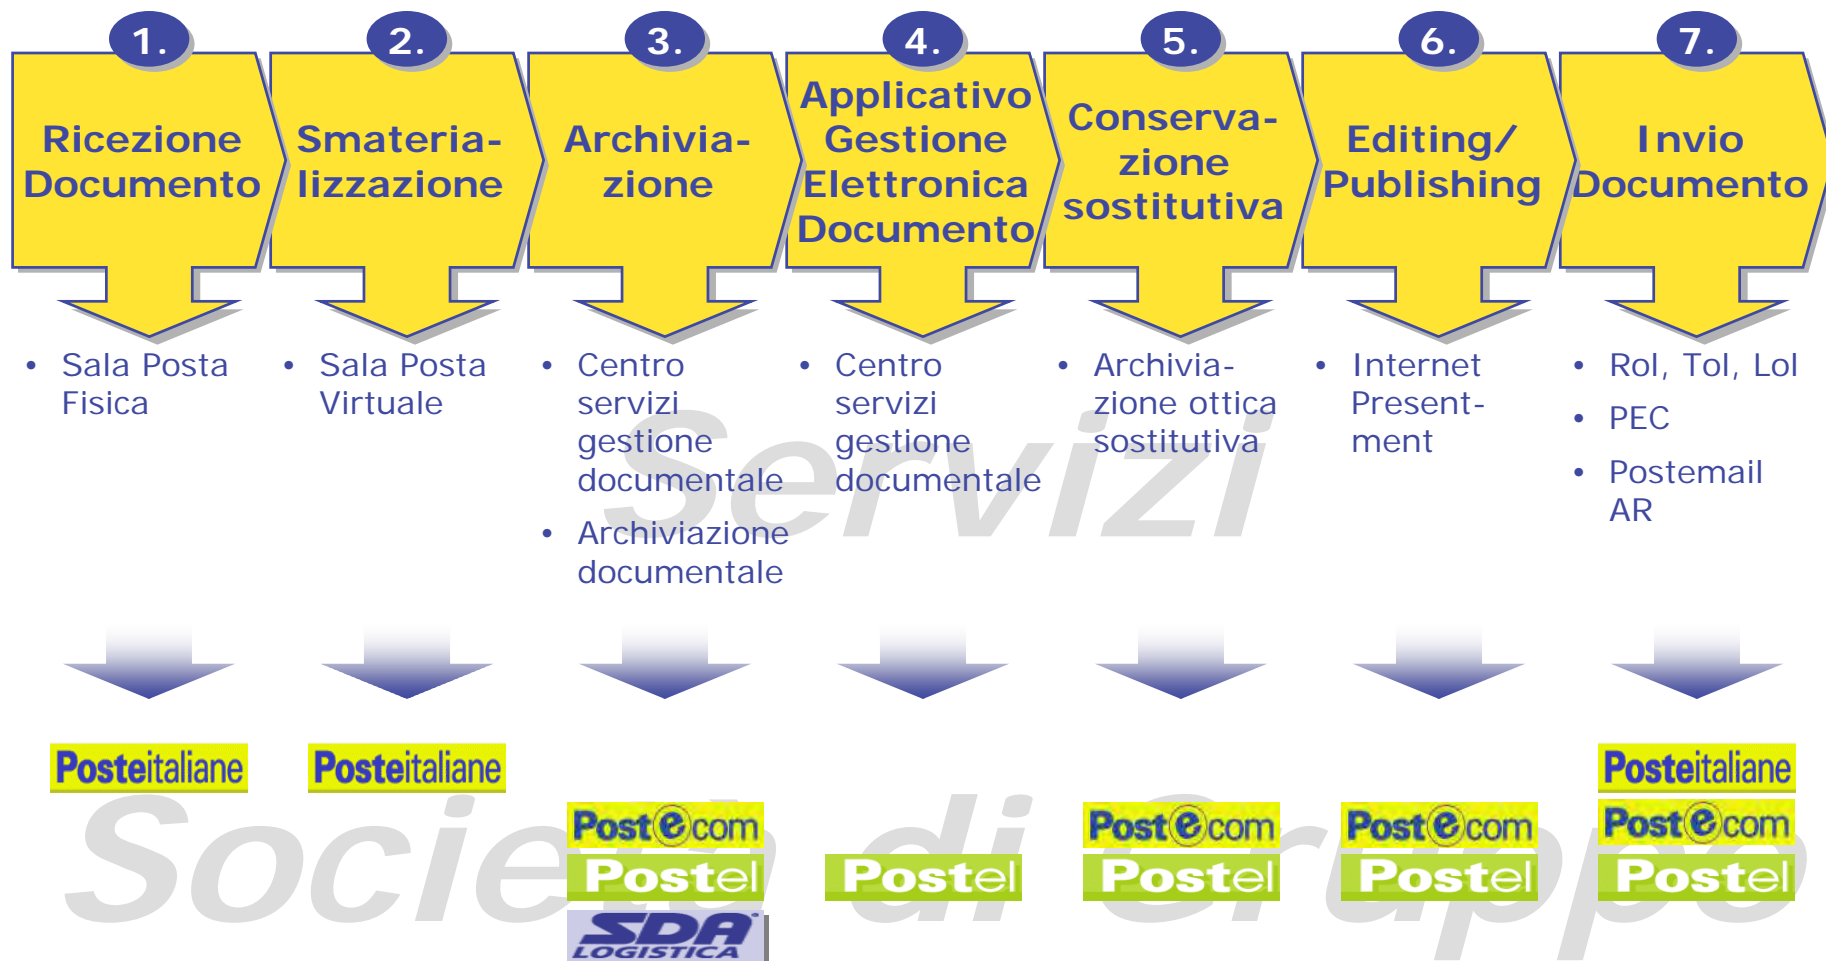 1.
Ricezione
Documento
2.
Smateria-
lizzazione
3.
Archivia-
zione
4.
Applicativo
Gestione
Elettronica
Documento
5.
Conserva-
zione
sostitutiva
6.
Editing/
Publishing
7.
Invio
Documento
• Sala Posta
Fisica
• Sala Posta
Virtuale
• Centro
servizi
gestione
documentale
• Archiviazione
documentale
• Centro
servizi
gestione
documentale
• Archivia-
zione ottica
sostitutiva
• Internet
Present-
ment
• Rol, Tol, Lol
• PEC
• Postemail
AR
Servizi
Posteitaliane
Posteitaliane
Postecom
Postel
SDA
LOGISTICA
Postel
Postecom
Postel
Postecom
Postel
Posteitaliane
Postecom
Postel
Società di Gruppo